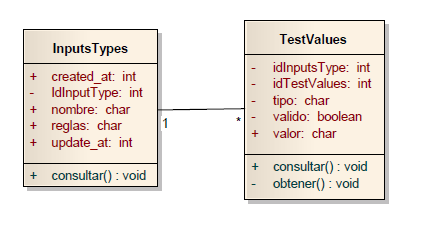 InputsTypes
+ created_at: int
- IdInputType: int
+ nombre: char
+ reglas: char
+ update_at: int
+ consultar() : void
1
*
TestValues
- idInputsType: int
- idTestValues: int
- tipo: char
- valido: boolean
+ valor: char
+ consultar() : void
- obtener() : void